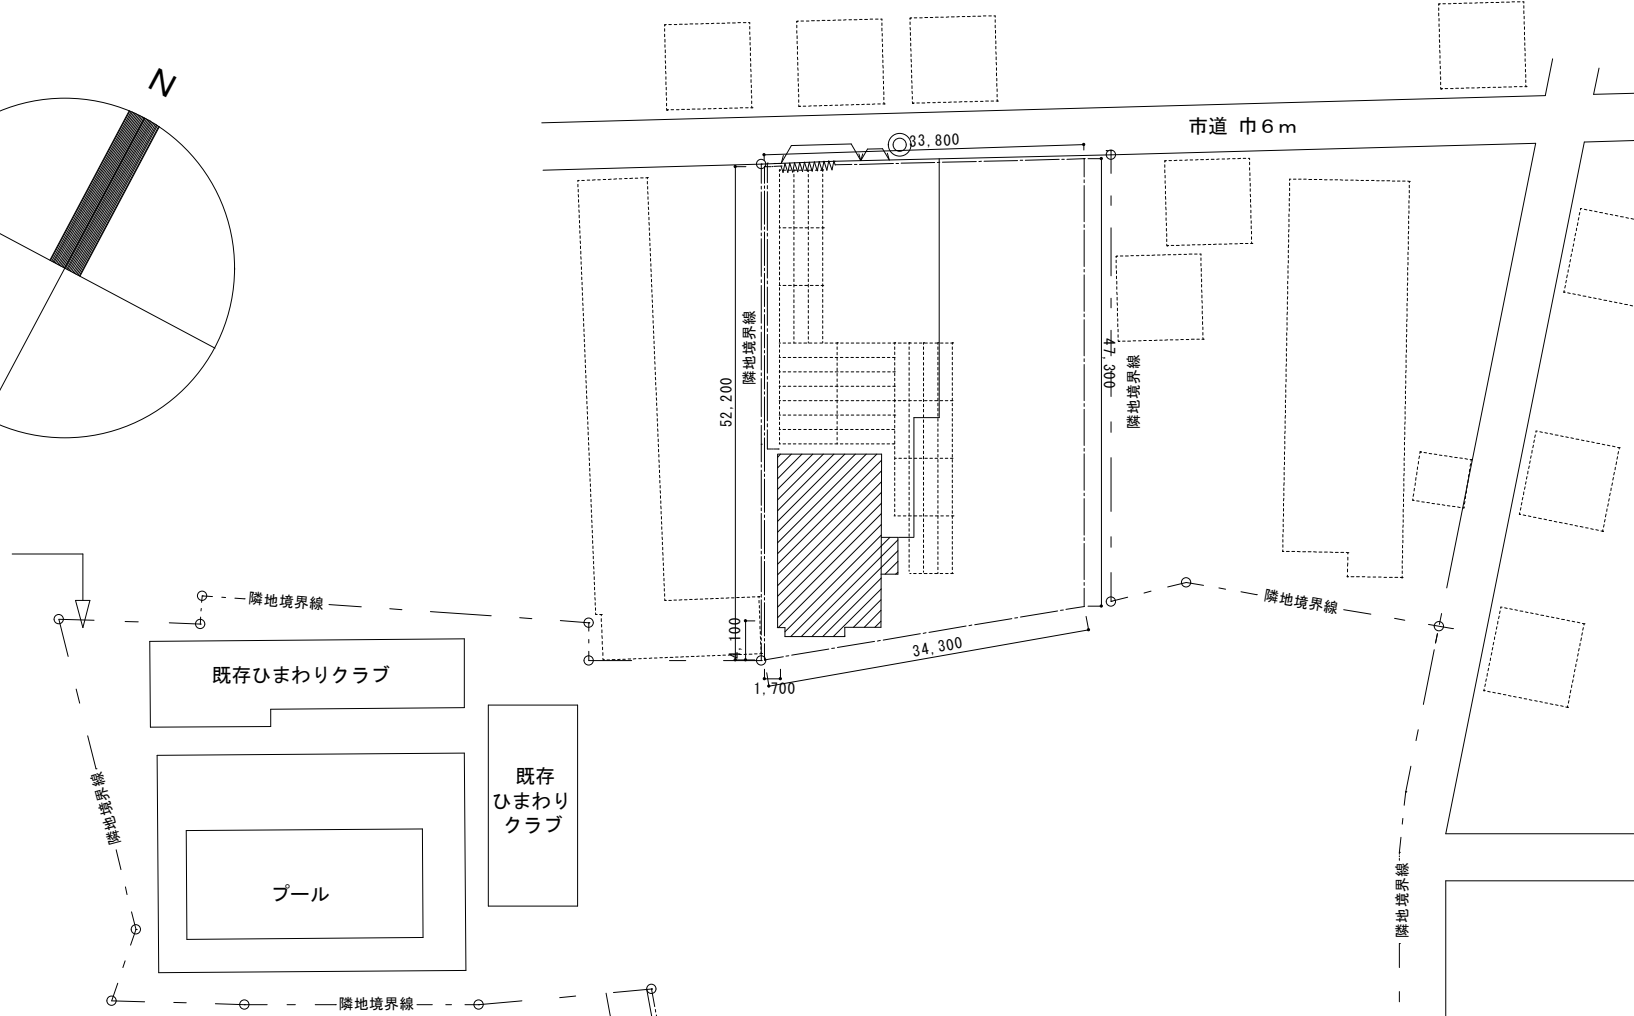 N
市道 巾6m
33,800
隣地境界線
52,200
47,300
隣地境界線
隣地境界線
隣地境界線
4,100
34,300
1,700
既存ひまわりクラブ
既存
ひまわり
クラブ
隣地境界線
プール
隣地境界線
隣地境界線